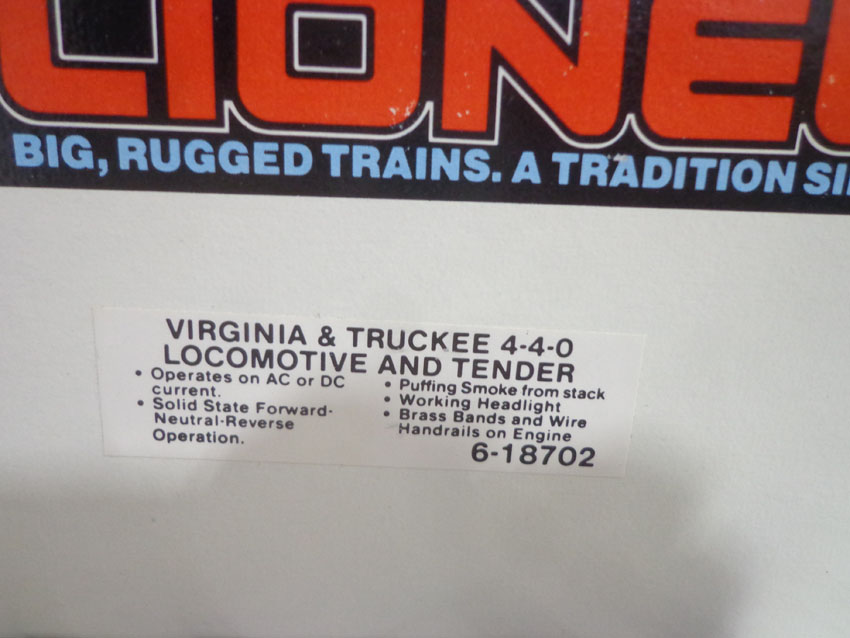 LIONEL
BIG, RUGGED TRAINS. A TRADITION
VIRGINIA & TRUCKEE 4-4-0
LOCOMOTIVE AND TENDER
• Operates on AC or DC
current.
• Solid State Forward-
Neutral-Reverse
Operation.
• Puffing Smoke from stack
• Working Headlight
• Brass Bands and Wire
Handrails on Engine
6-18702